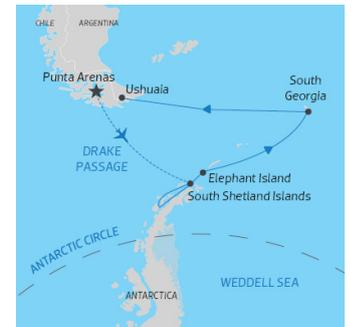 CHILE
ARGENTINA
Punta Arenas
Ushuaia
South
Georgia
DRAKE
PASSAGE
Elephant Island
South Shetland Islands
ANTARCTIC CIRCLE
WEDDELL SEA
ANTARCTICA